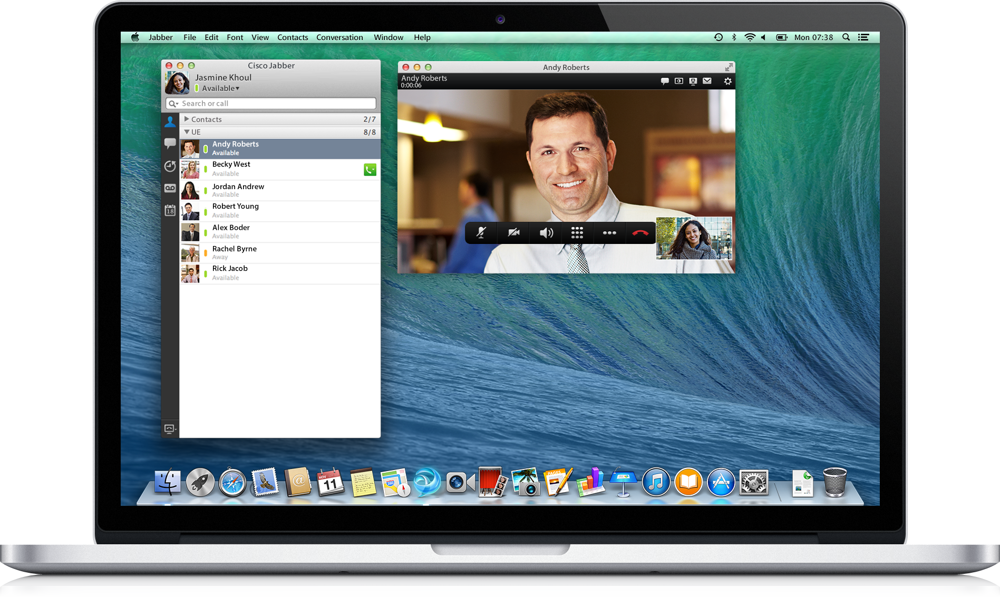 Jabber File Edit Font View Contacts Conversation Window Help Mon 07:38
Cisco Jabber
Jasmine Khoul
Available
Search or call
Contacts 2/7
UE 8/8
Andy Roberts
Available
Becky West
Available
Jordan Andrew
Available
Robert Young
Available
Alex Boder
Available
Rachel Byrne
Away
Rick Jacob
Available
18
Andy Roberts
Andy Roberts
0:00:06
NOV
11
280
PAGES